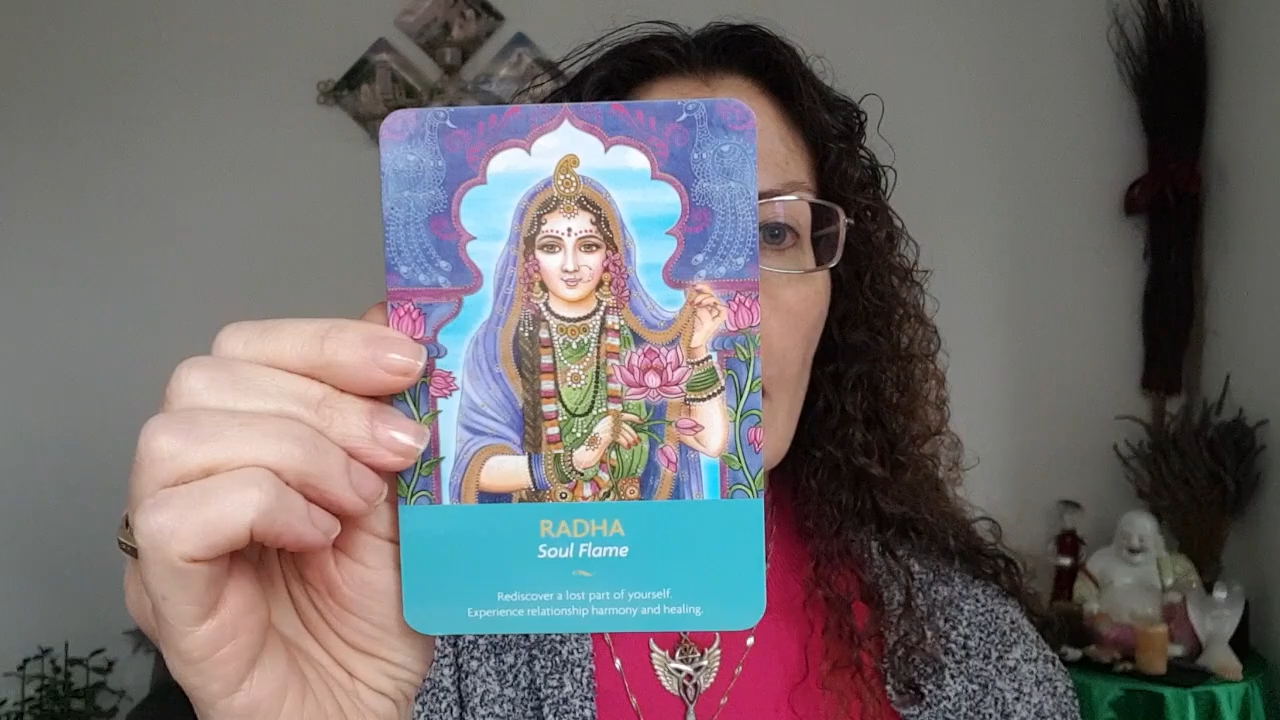 RADHA
Soul Flame
Rediscover a lost part of yourself.
Experience relationship harmony and healing.